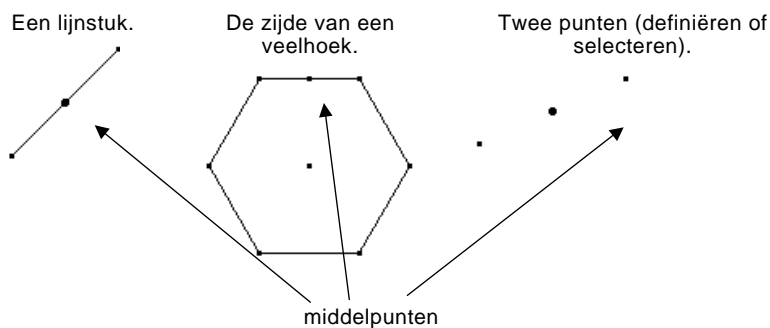 Een lijnstuk.
De zijde van een
veelhoek.
Twee punten (definiëren of
selecteren).
middelpunten